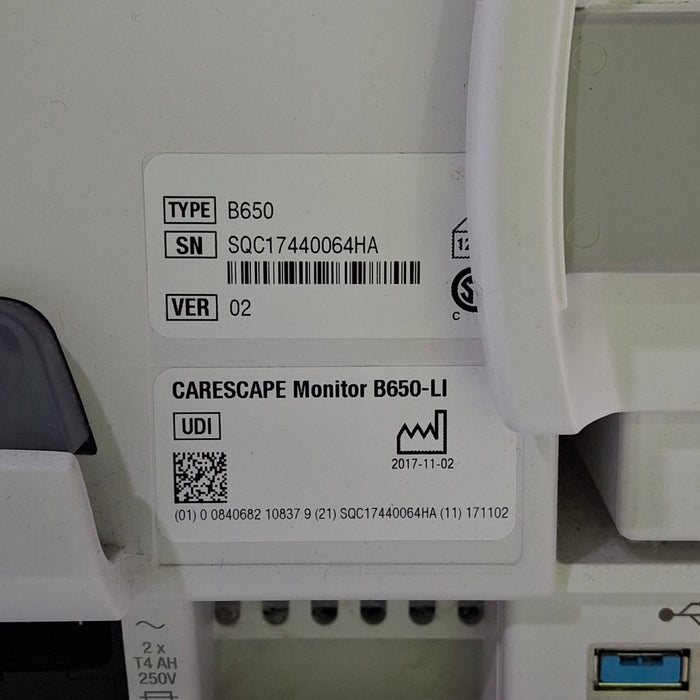 TYPE B650
SN SQC17440064HA
VER 02
C
CARESCAPE Monitor B650-LI
UDI
2017-11-02
(01) 0 0840682 10837 9 (21) SQC17440064HA (11) 171102
2 x
T4 AH
250V